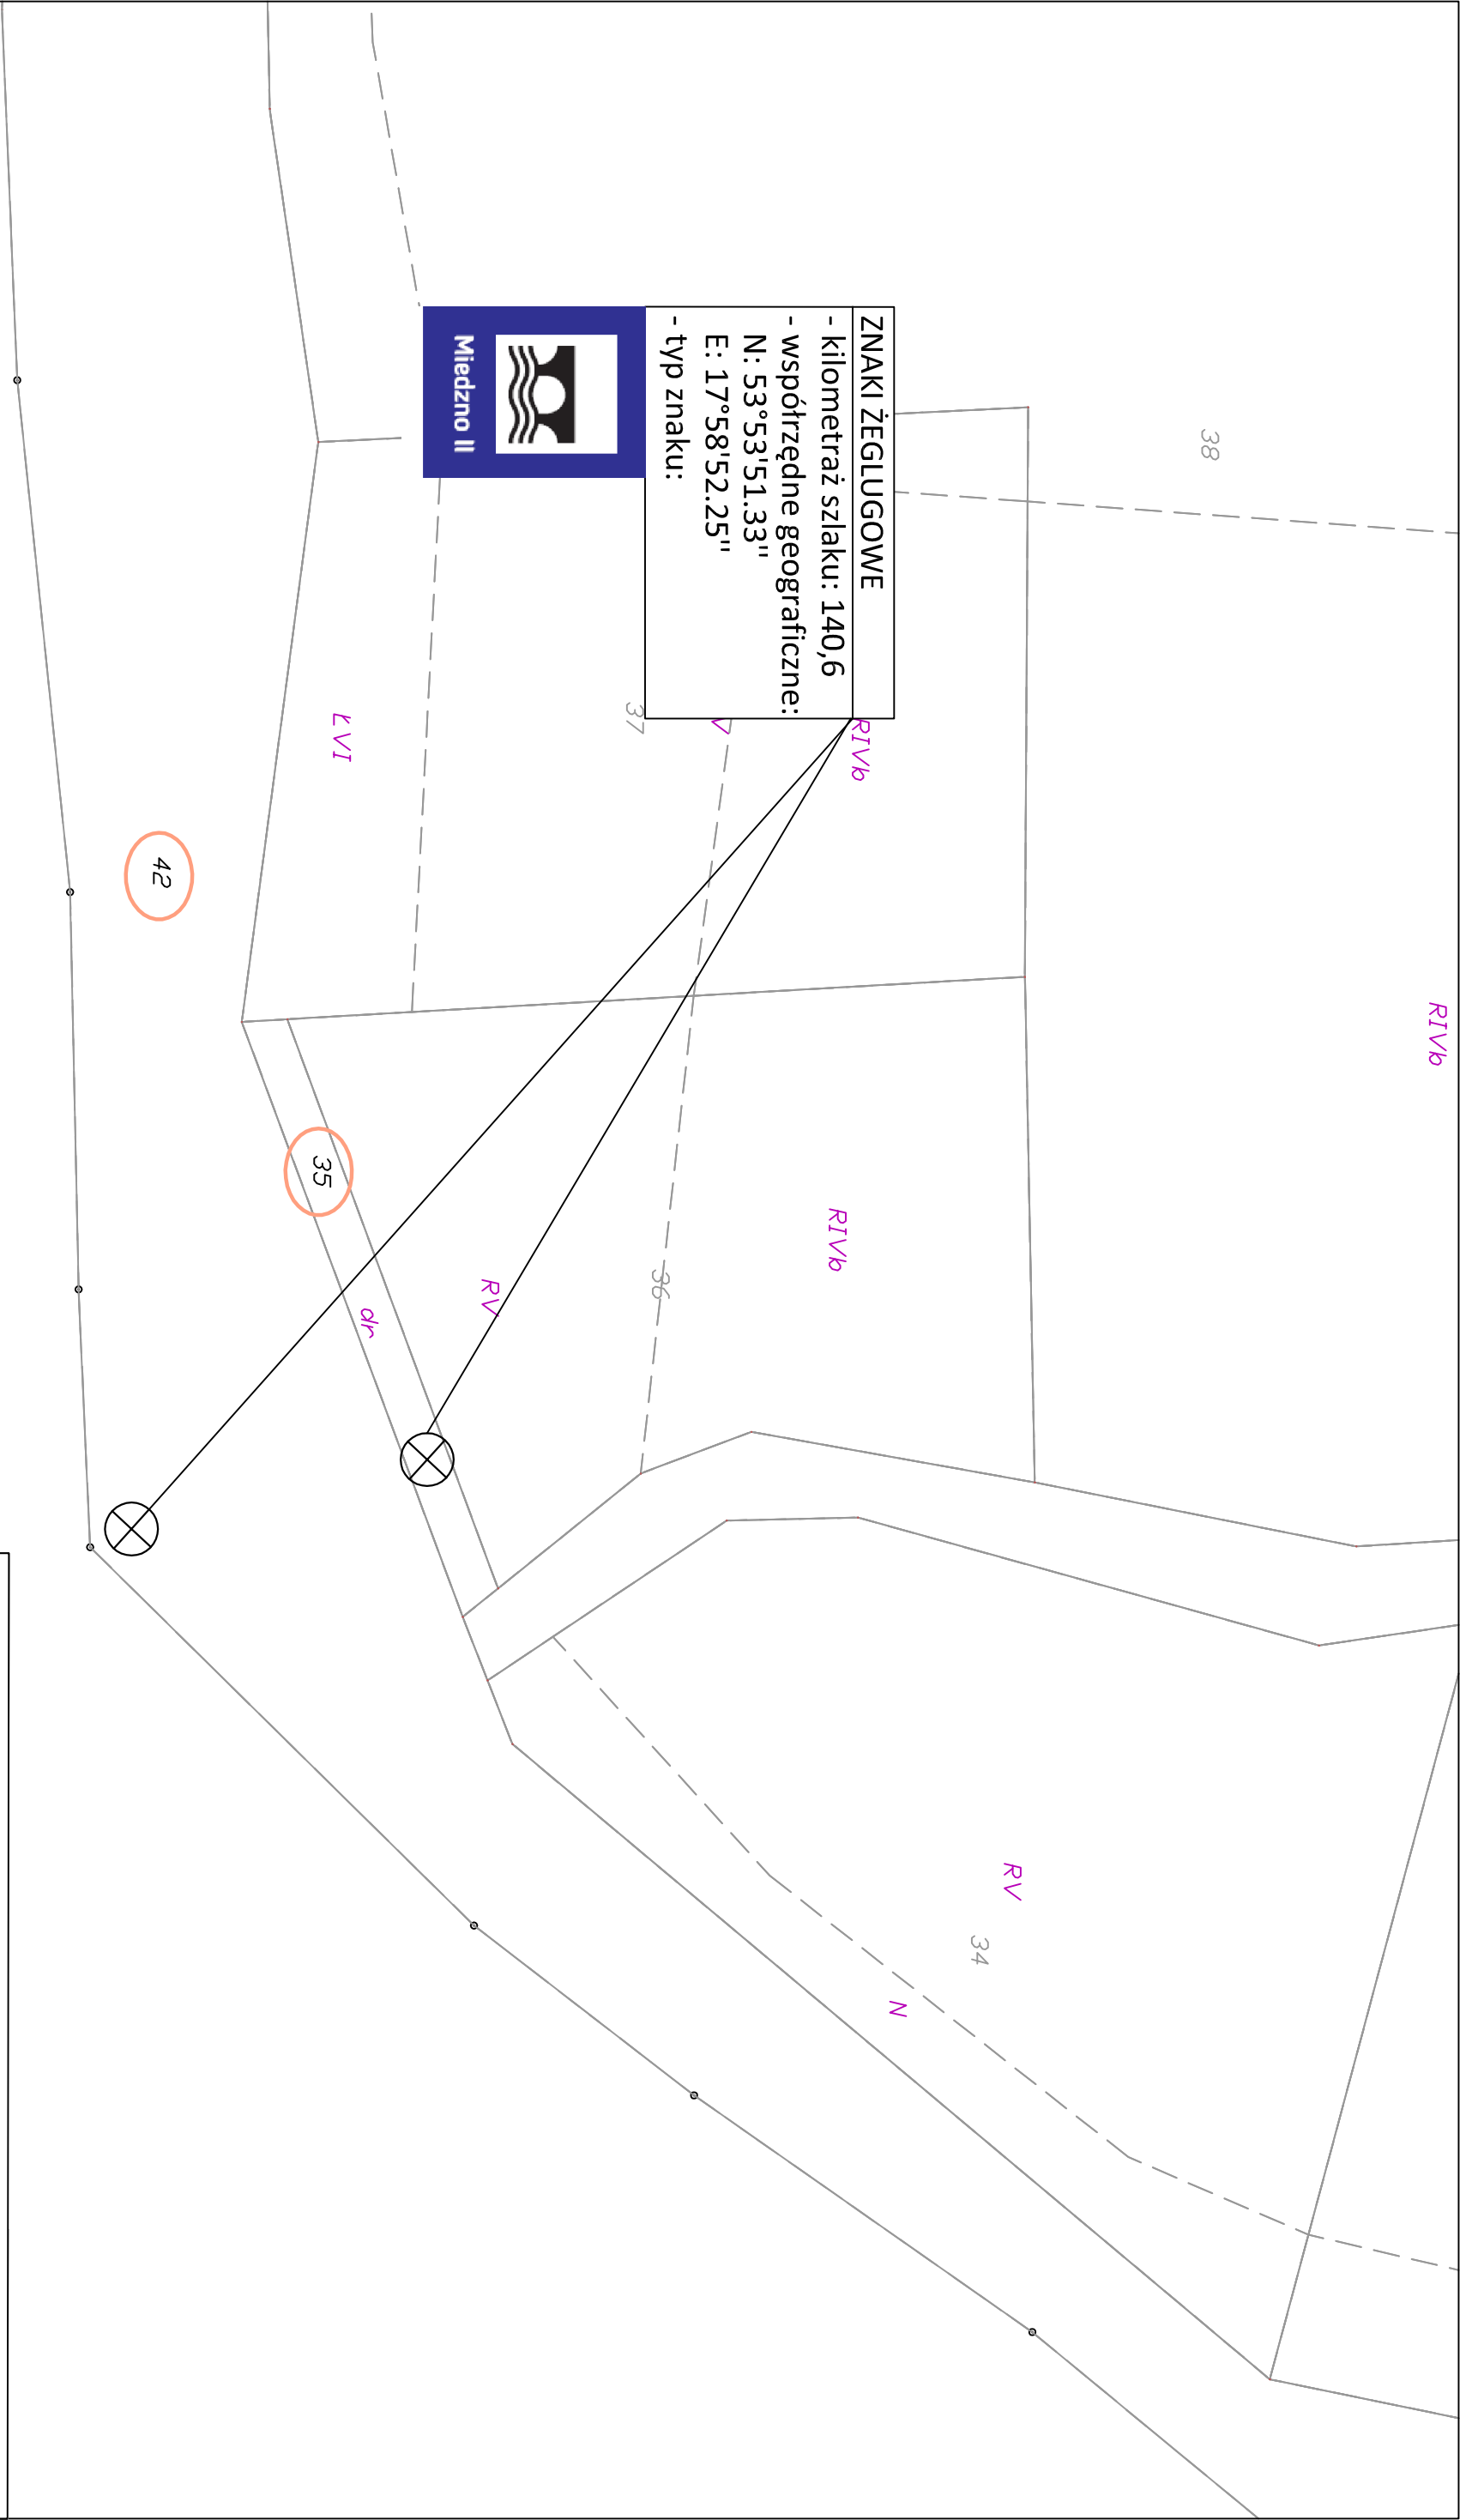 ZNAKI ŻEGLUGOWE
- kilometraż szlaku: 140,6
- współrzędne geograficzne:
N: 53°53'51.33"
E: 17°58'52.25"
- typ znaku:
Miedzno II
38
RIVb
RIVb
V
37
ŁVI
42
RIVb
36
RV
35
dr
RV
34
N